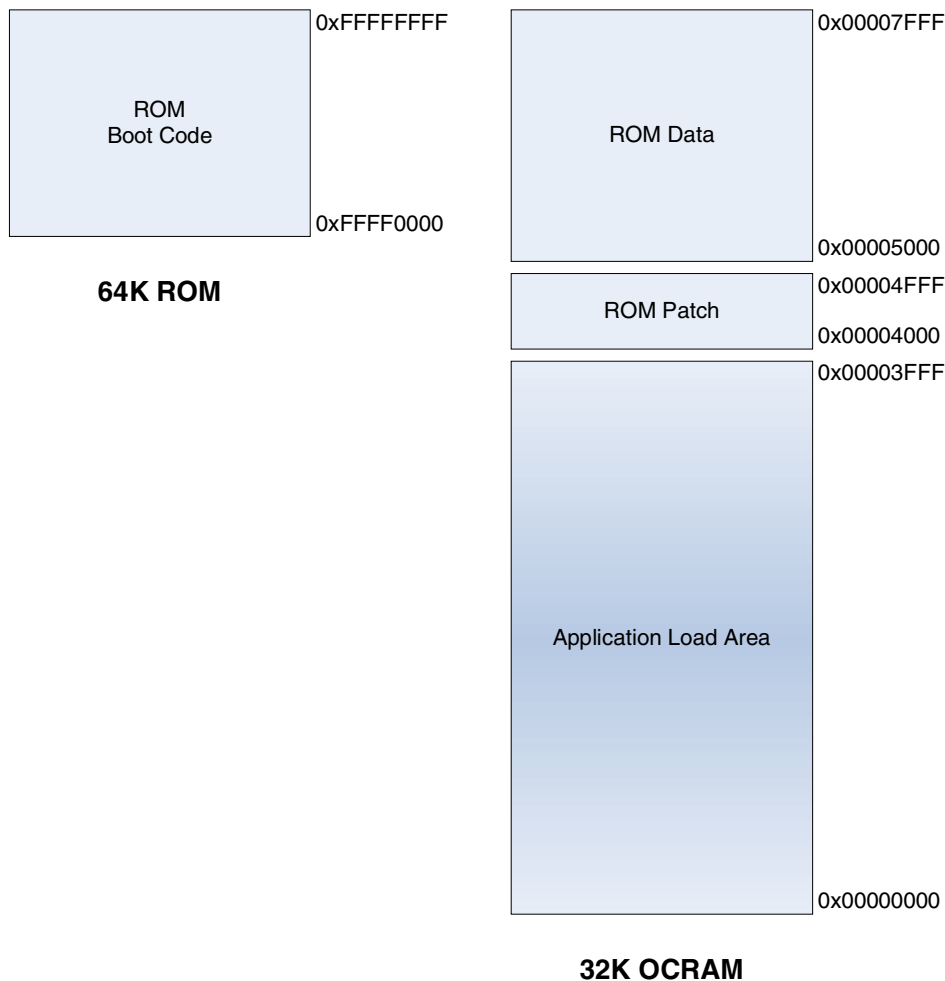 0xFFFFFFFF
ROM
Boot Code
0xFFFF0000
64K ROM
0x00007FFF
ROM Data
0x00005000
0x00004FFF
ROM Patch
0x00004000
0x00003FFF
Application Load Area
0x00000000
32K OCRAM